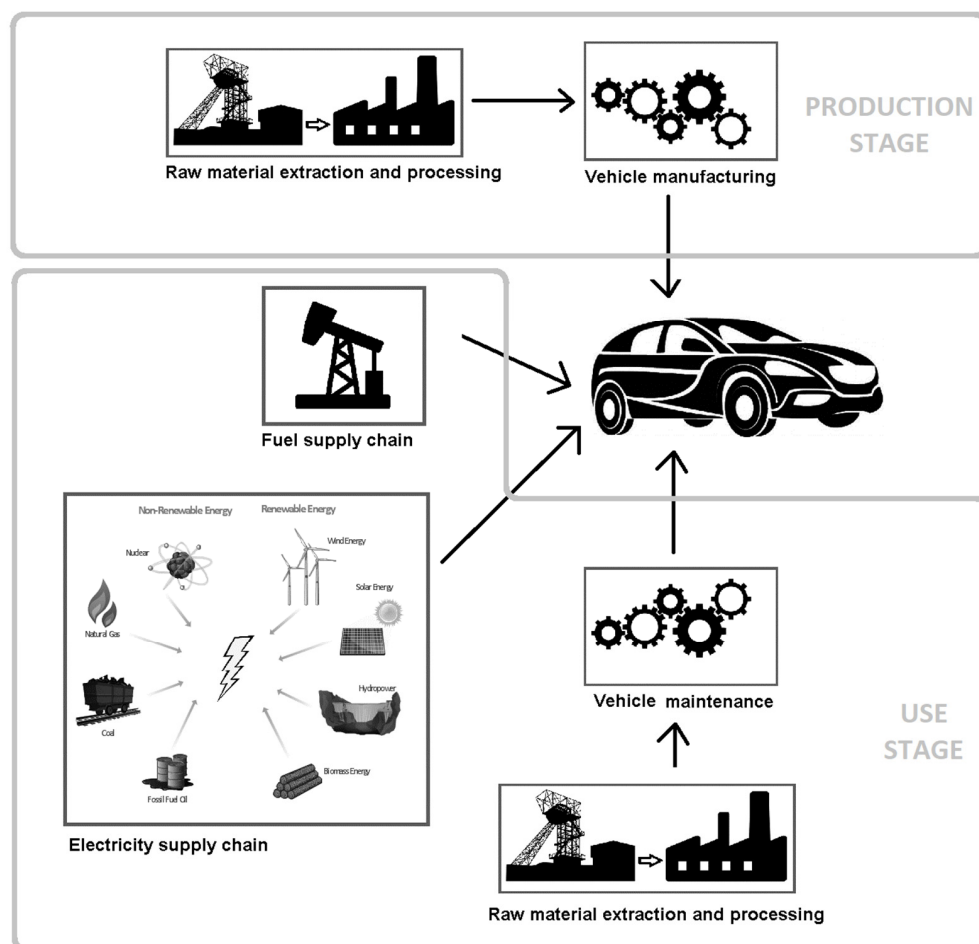 PRODUCTION
STAGE
Raw material extraction and processing
Vehicle manufacturing
Fuel supply chain
Non-Renewable Energy
Renewable Energy
Nuclear
Wind Energy
Solar Energy
Natural Gas
Hydropower
Coal
Fossil Fuel Oil
Biomass Energy
Electricity supply chain
Vehicle maintenance
USE
STAGE
Raw material extraction and processing